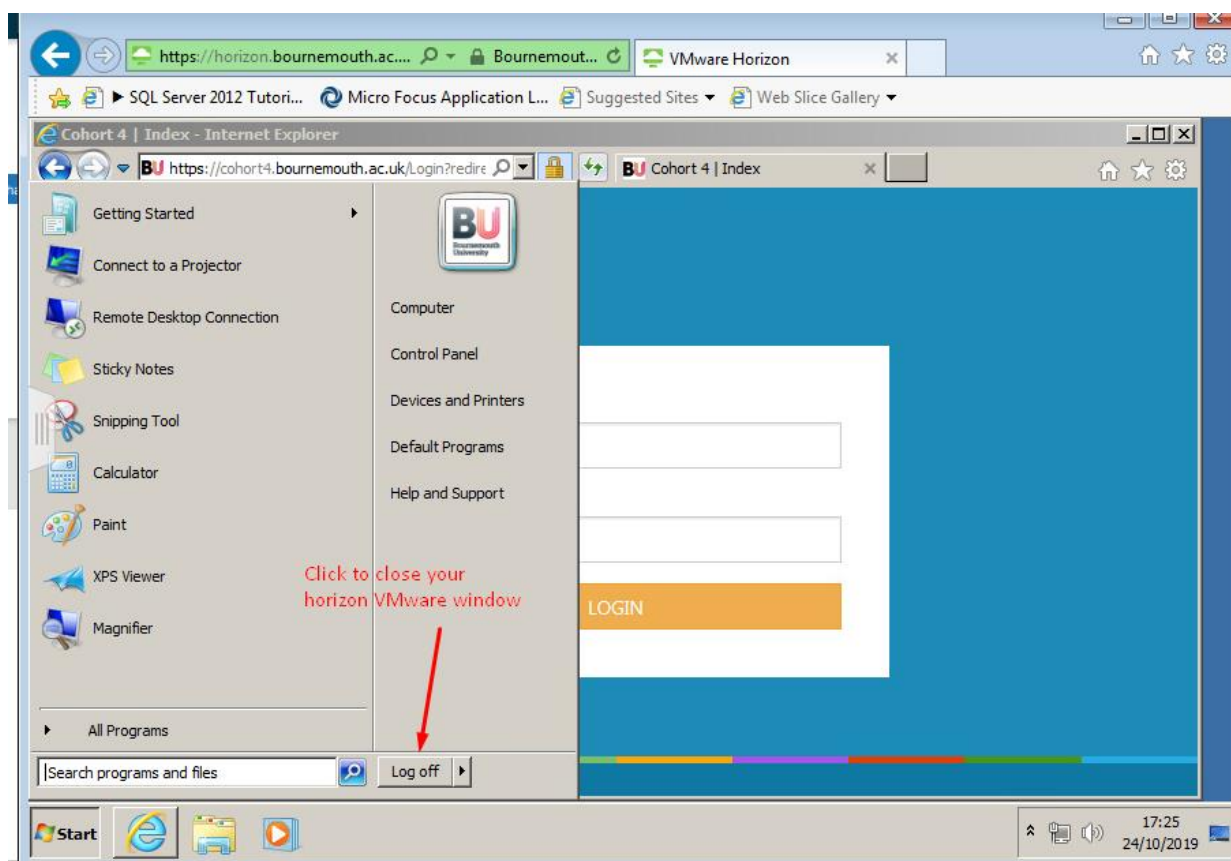 https://horizon.bournemouth.ac.... Bournemout... VMware Horizon
SQL Server 2012 Tutori... Micro Focus Application L... Suggested Sites Web Slice Gallery
Cohort 4 | Index - Internet Explorer
BU https://cohort4.bournemouth.ac.uk/Login?redire BU Cohort 4 | Index
Getting Started
Connect to a Projector
Remote Desktop Connection
Sticky Notes
Snipping Tool
Calculator
Paint
XPS Viewer
Magnifier
All Programs
Search programs and files
BU
Bournemouth
University
Computer
Control Panel
Devices and Printers
Default Programs
Help and Support
Click to close your
horizon VMware window
Log off
LOGIN
Start
17:25
24/10/2019